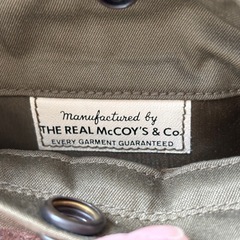 Manufactured by
THE REAL McCOY'S & Co.
EVERY GARMENT GUARANTEED